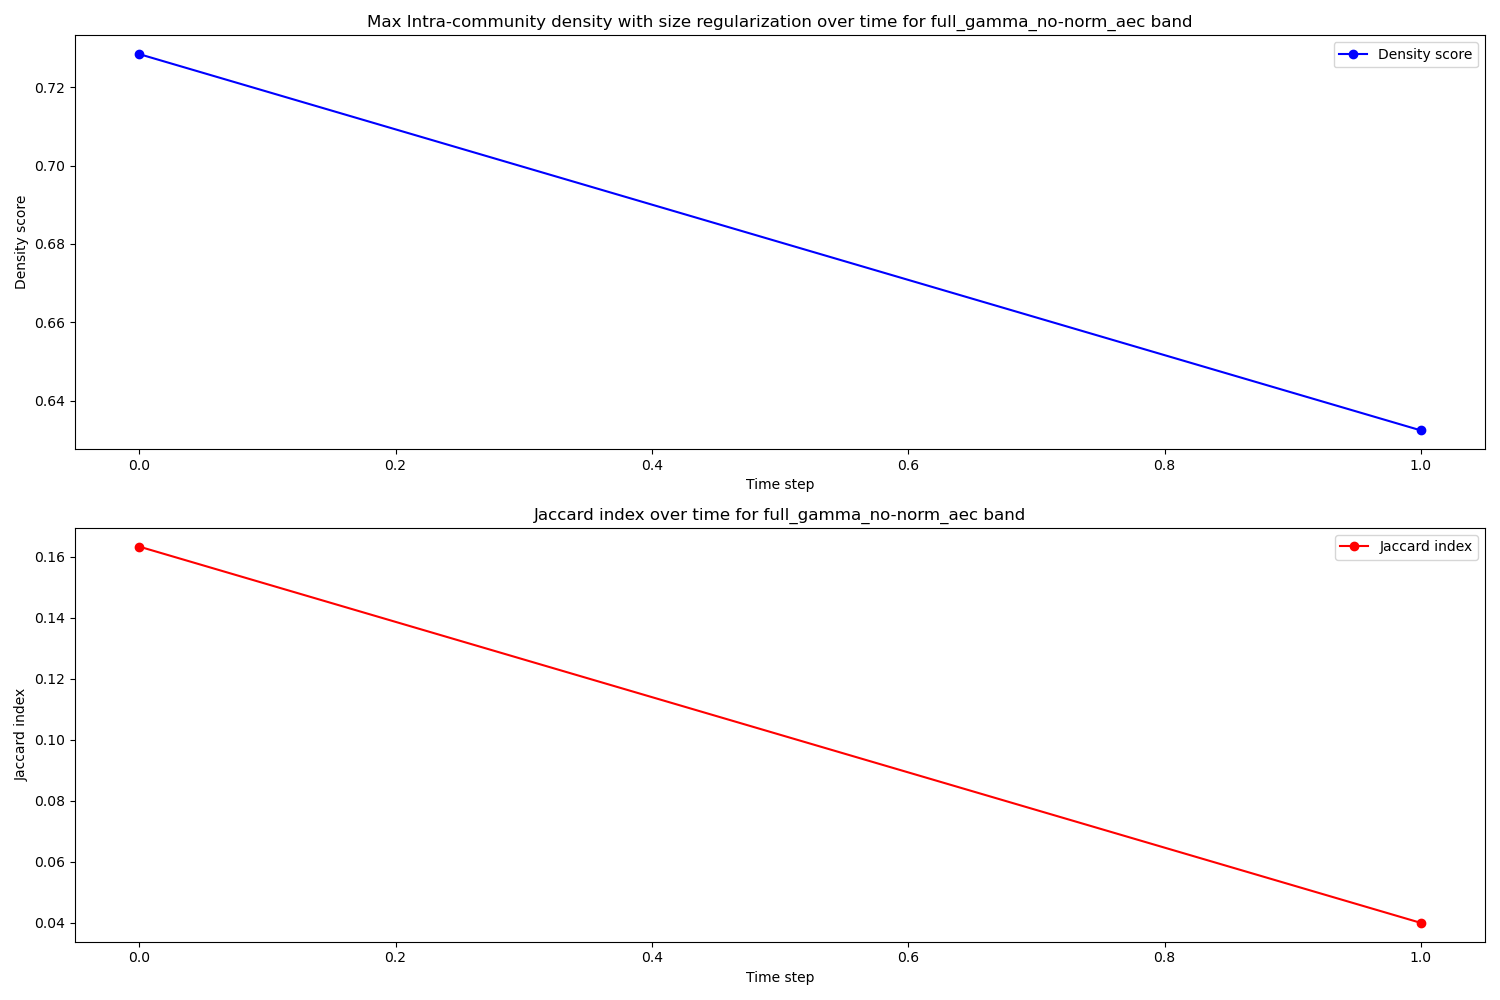 Max Intra-community density with size regularization over time for full_gamma_no-norm_aec band
Density score
0.72
0.70
0.68
0.66
0.64
Density score
0.0 0.2 0.4 0.6 0.8 1.0
Time step
Jaccard index over time for full_gamma_no-norm_aec band
Jaccard index
0.16
0.14
0.12
0.10
0.08
0.06
0.04
Jaccard index
0.0 0.2 0.4 0.6 0.8 1.0
Time step